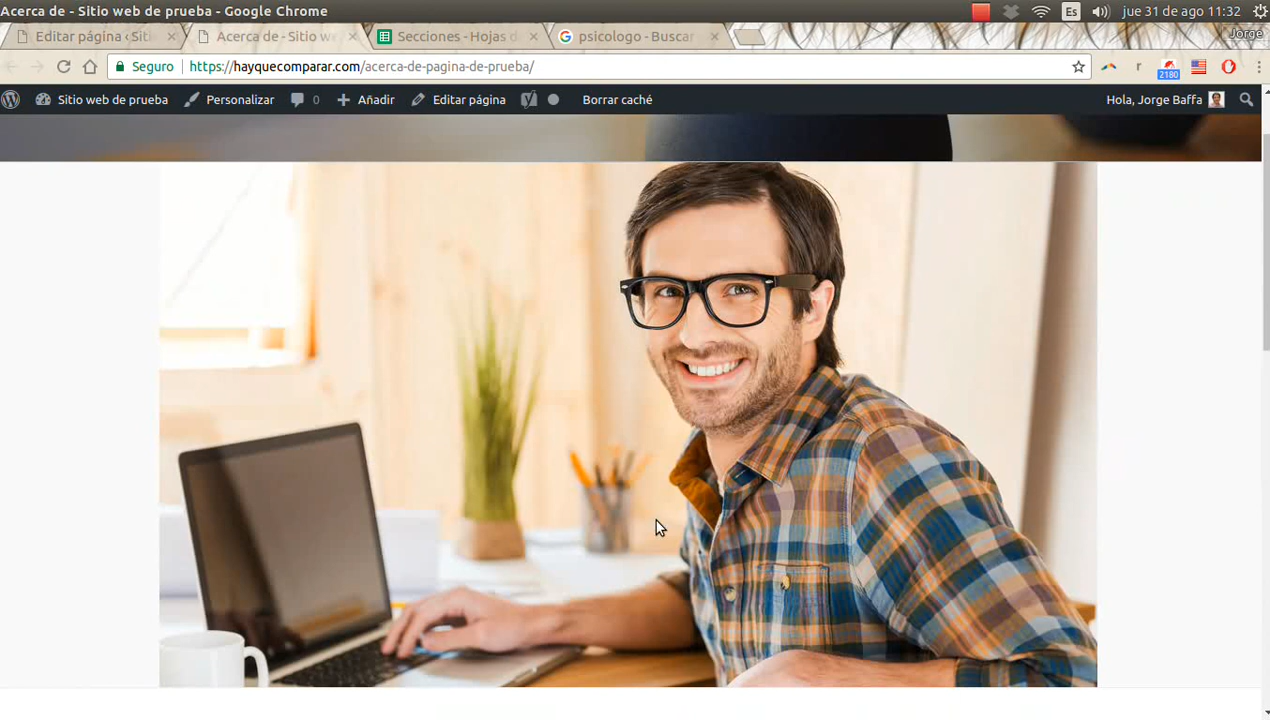 Acerca de - Sitio web de prueba - Google Chrome
Es
jue 31 de ago 11:32
Editar página ‹ Siti
Acerca de - Sitio we
Secciones - Hojas d
psicologo - Buscar
Jorge
Seguro
https://hayquecomparar.com/acerca-de-pagina-de-prueba/
r
2180
Sitio web de prueba
Personalizar
0
Añadir
Editar página
Borrar caché
Hola, Jorge Baffa